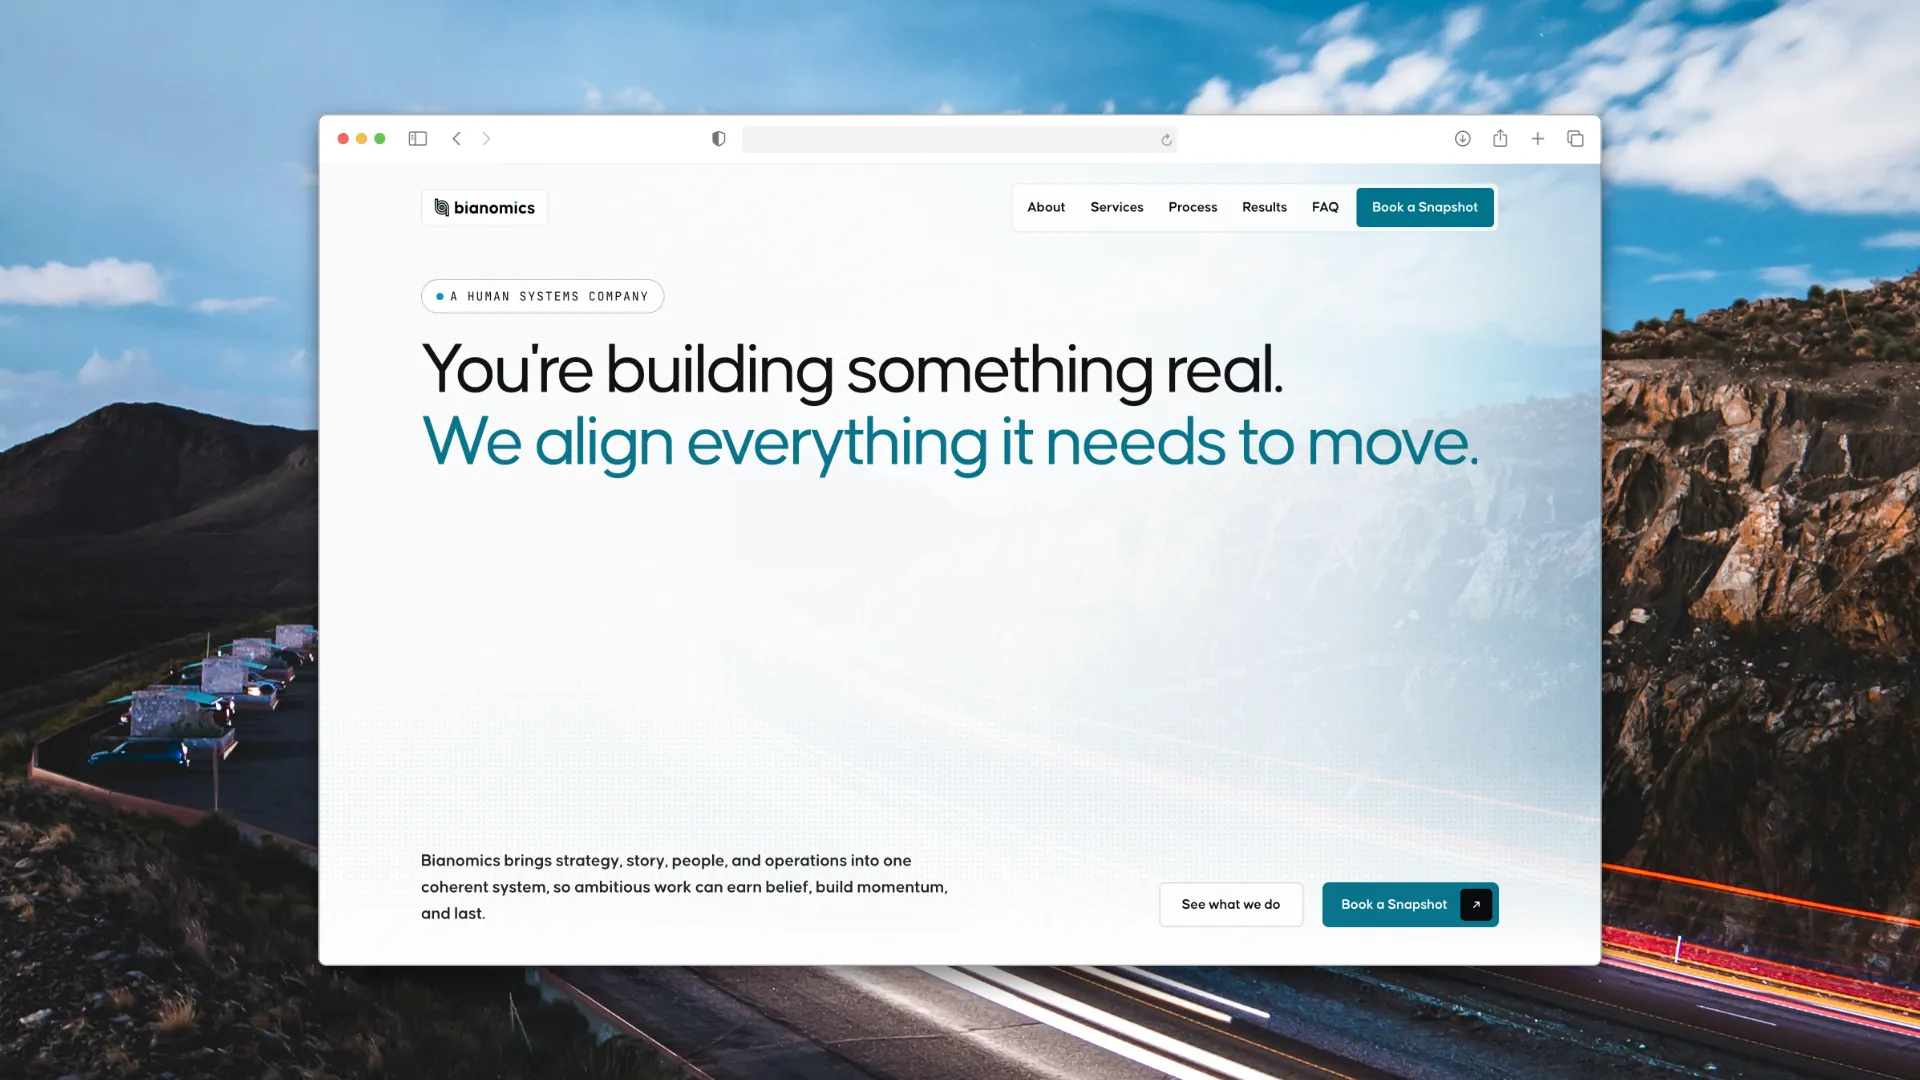 bianomics
About Services Process Results FAQ Book a Snapshot
A HUMAN SYSTEMS COMPANY
You're building something real.
We align everything it needs to move.
Bianomics brings strategy, story, people, and operations into one
coherent system, so ambitious work can earn belief, build momentum,
and last.
See what we do
Book a Snapshot